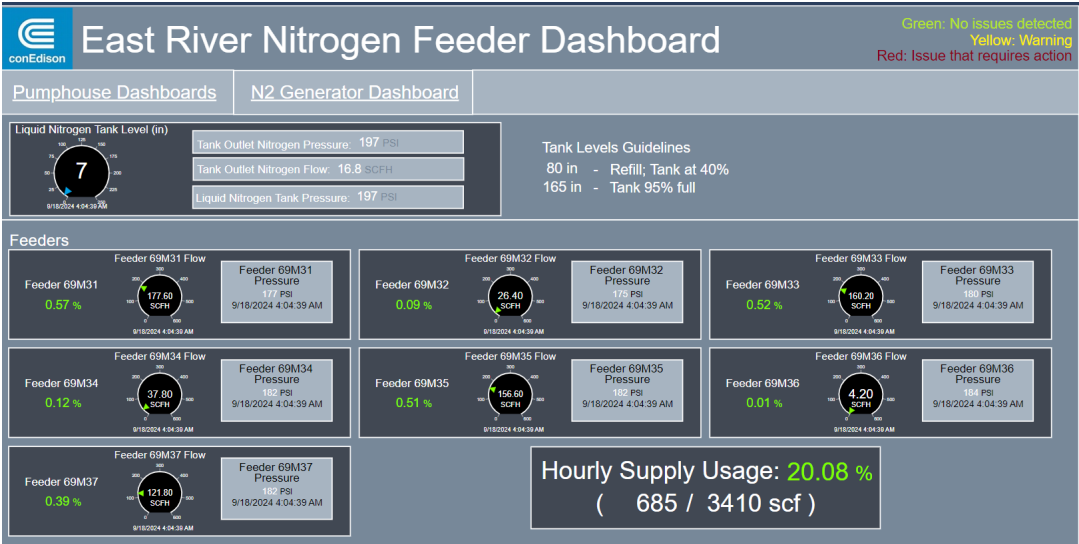 conEdison
East River Nitrogen Feeder Dashboard
Green: No issues detected
Yellow: Warning
Red: Issue that requires action
Pumphouse Dashboards
N2 Generator Dashboard
Liquid Nitrogen Tank Level (in)
7
9/18/2024 4:04:39 AM
Tank Outlet Nitrogen Pressure: 197 PSI
Tank Outlet Nitrogen Flow: 16.8 SCFH
Liquid Nitrogen Tank Pressure: 197 PSI
Tank Levels Guidelines
80 in - Refill; Tank at 40%
165 in - Tank 95% full
Feeders
Feeder 69M31
0.57 %
Feeder 69M31 Flow
177.60
SCFH
9/18/2024 4:04:39 AM
Feeder 69M31
Pressure
177 PSI
9/18/2024 4:04:39 AM
Feeder 69M32
0.09 %
Feeder 69M32 Flow
26.40
SCFH
9/18/2024 4:04:39 AM
Feeder 69M32
Pressure
175 PSI
9/18/2024 4:04:39 AM
Feeder 69M33
0.52 %
Feeder 69M33 Flow
160.20
SCFH
9/18/2024 4:04:39 AM
Feeder 69M33
Pressure
180 PSI
9/18/2024 4:04:39 AM
Feeder 69M34
0.12 %
Feeder 69M34 Flow
37.80
SCFH
9/18/2024 4:04:39 AM
Feeder 69M34
Pressure
182 PSI
9/18/2024 4:04:39 AM
Feeder 69M35
0.51 %
Feeder 69M35 Flow
156.60
SCFH
9/18/2024 4:04:39 AM
Feeder 69M35
Pressure
182 PSI
9/18/2024 4:04:39 AM
Feeder 69M36
0.01 %
Feeder 69M36 Flow
4.20
SCFH
9/18/2024 4:04:39 AM
Feeder 69M36
Pressure
184 PSI
9/18/2024 4:04:39 AM
Feeder 69M37
0.39 %
Feeder 69M37 Flow
121.80
SCFH
9/18/2024 4:04:39 AM
Feeder 69M37
Pressure
182 PSI
9/18/2024 4:04:39 AM
Hourly Supply Usage: 20.08 %
( 685 / 3410 scf )